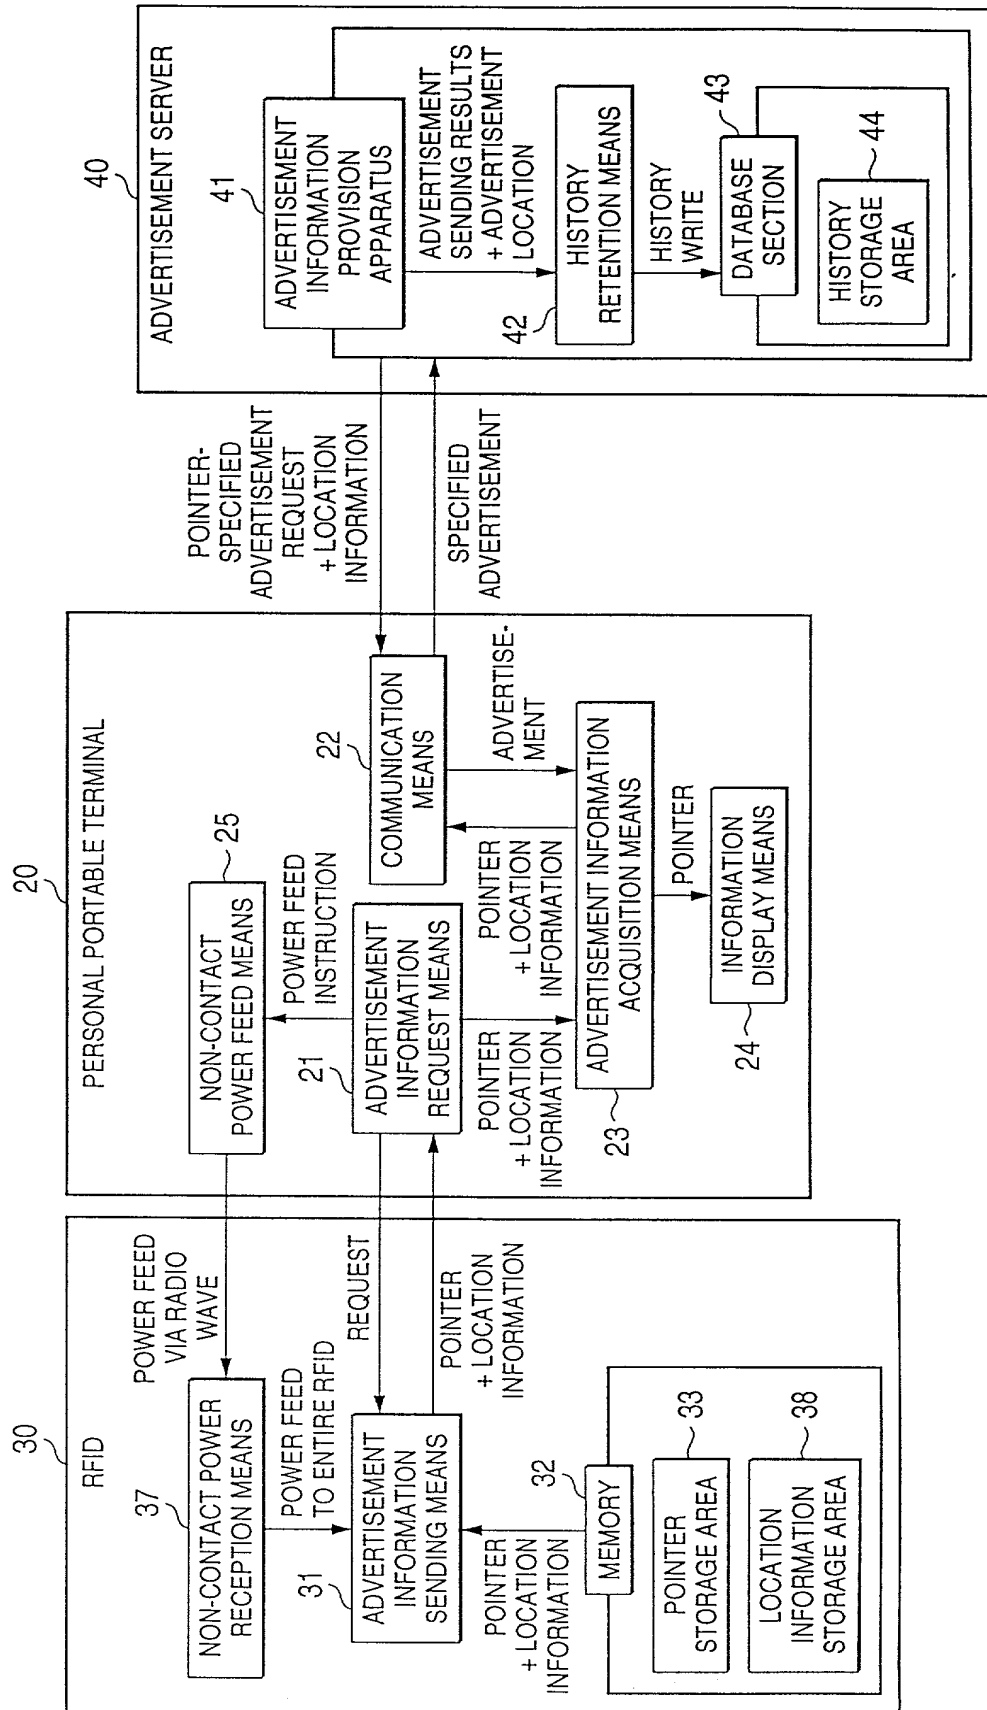 30
RFID
37
NON-CONTACT POWER
RECEPTION MEANS
POWER FEED
VIA RADIO
WAVE
POWER FEED
TO ENTIRE RFID
REQUEST
31
ADVERTISEMENT
INFORMATION
SENDING MEANS
POINTER
+ LOCATION
INFORMATION
POINTER
+ LOCATION
INFORMATION
32
MEMORY
33
POINTER
STORAGE AREA
38
LOCATION
INFORMATION
STORAGE AREA
20
PERSONAL PORTABLE TERMINAL
25
NON-CONTACT
POWER FEED MEANS
POWER FEED
INSTRUCTION
21
ADVERTISEMENT
INFORMATION
REQUEST MEANS
22
COMMUNICATION
MEANS
POINTER
+ LOCATION
INFORMATION
POINTER
+ LOCATION
INFORMATION
ADVERTISE-
MENT
23
ADVERTISEMENT INFORMATION
ACQUISITION MEANS
POINTER
24
INFORMATION
DISPLAY MEANS
POINTER-
SPECIFIED
ADVERTISEMENT
REQUEST
+ LOCATION
INFORMATION
SPECIFIED
ADVERTISEMENT
40
ADVERTISEMENT SERVER
41
ADVERTISEMENT
INFORMATION
PROVISION
APPARATUS
ADVERTISEMENT
SENDING RESULTS
+ ADVERTISEMENT
LOCATION
42
HISTORY
RETENTION MEANS
HISTORY
WRITE
43
DATABASE
SECTION
44
HISTORY
STORAGE
AREA